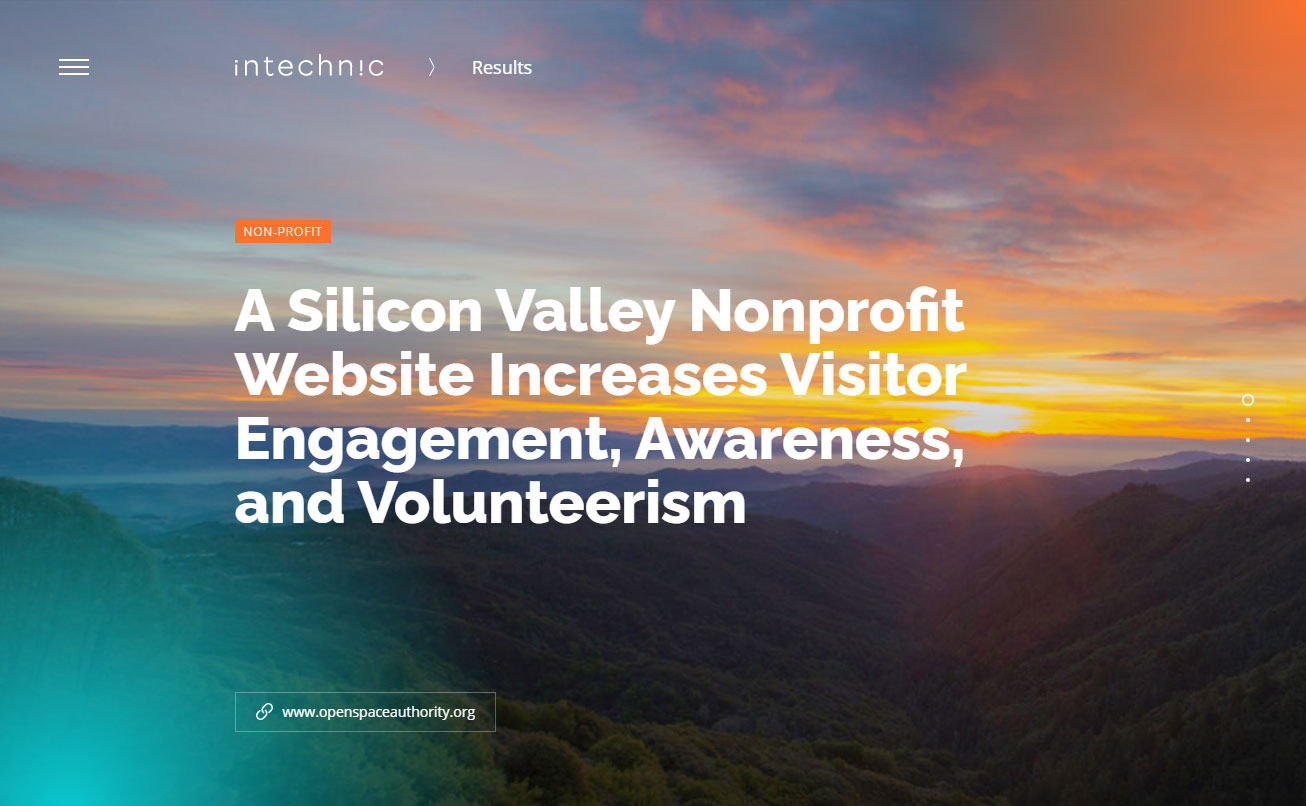 intechnic 〉 Results
NON-PROFIT
A Silicon Valley Nonprofit
Website Increases Visitor
Engagement, Awareness,
and Volunteerism
www.openspaceauthority.org